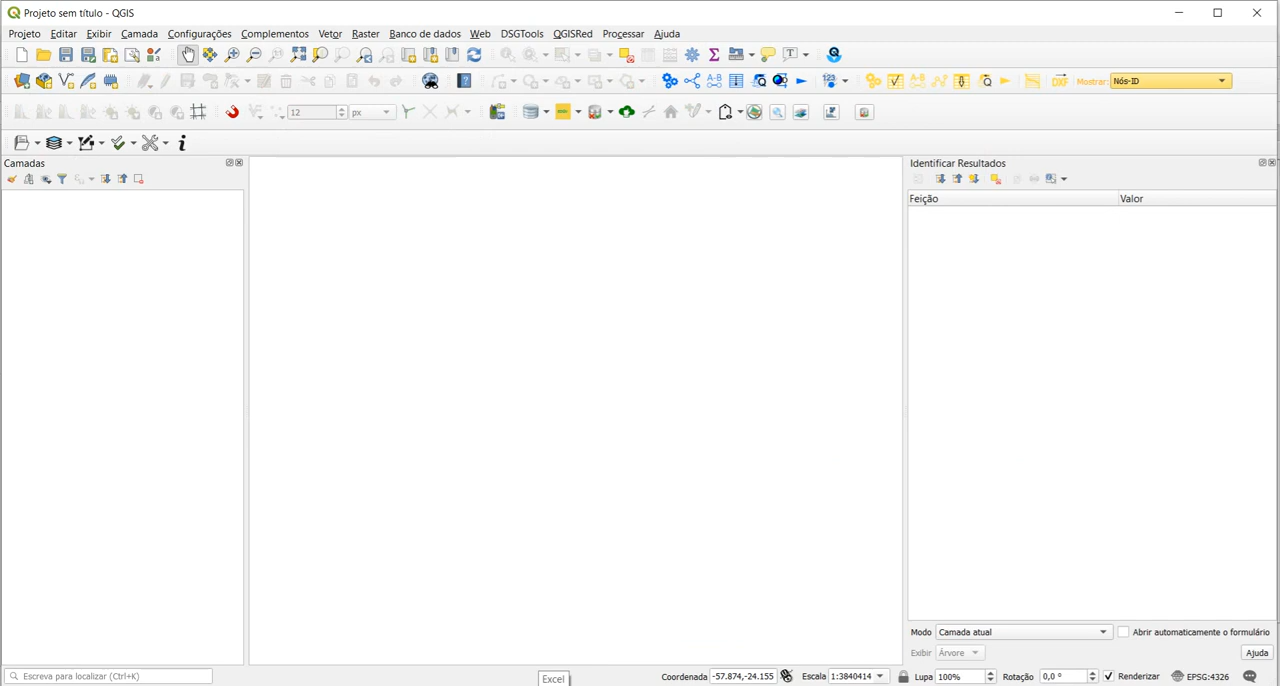 Projeto sem título - QGIS
Projeto Editar Exibir Camada Configurações Complementos Vetor Raster Banco de dados Web DSGTools QGISRed Processar Ajuda
Mostrar: Nós-ID
12 px
Camadas
Identificar Resultados
Feição Valor
Modo Camada atual Abrir automaticamente o formulário
Exibir Árvore Ajuda
Escreva para localizar (Ctrl+K) Excel Coordenada -57.874,-24.155 Escala 1:3840414 Lupa 100% Rotação 0,0 º Renderizar EPSG:4326